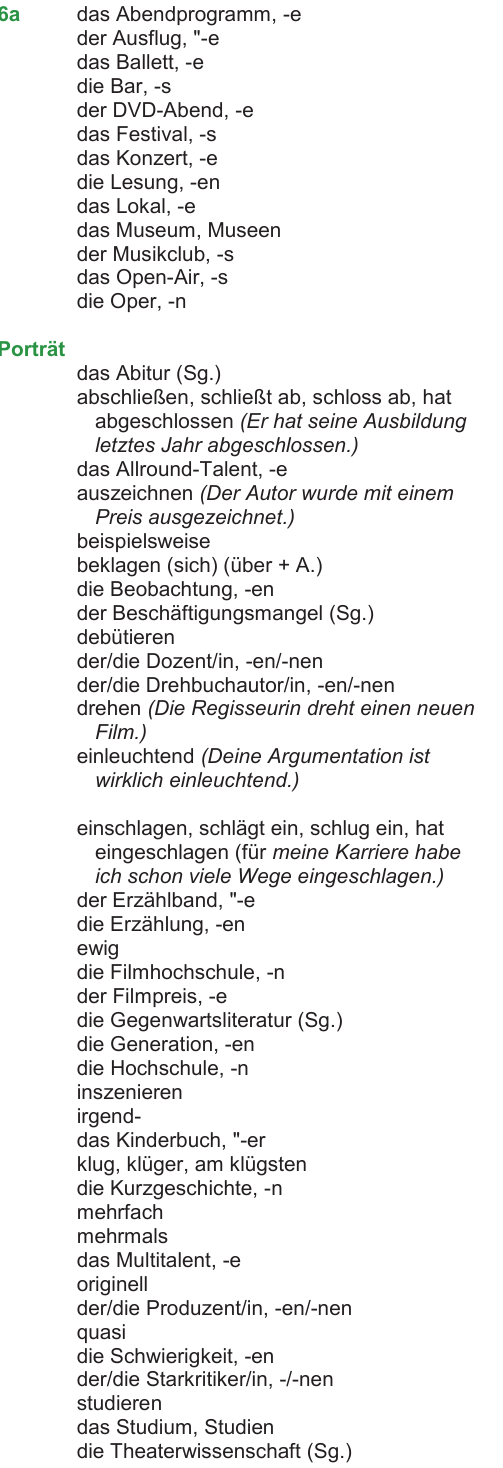 6a das Abendprogramm, -e
der Ausflug, "-e
das Ballett, -e
die Bar, -s
der DVD-Abend, -e
das Festival, -s
das Konzert, -e
die Lesung, -en
das Lokal, -e
das Museum, Museen
der Musikclub, -s
das Open-Air, -s
die Oper, -n
Porträt
das Abitur (Sg.)
abschließen, schließt ab, schloss ab, hat
abgeschlossen (Er hat seine Ausbildung
letztes Jahr abgeschlossen.)
das Allround-Talent, -e
auszeichnen (Der Autor wurde mit einem
Preis ausgezeichnet.)
beispielsweise
beklagen (sich) (über + A.)
die Beobachtung, -en
der Beschäftigungsmangel (Sg.)
debütieren
der/die Dozent/in, -en/-nen
der/die Drehbuchautor/in, -en/-nen
drehen (Die Regisseurin dreht einen neuen
Film.)
einleuchtend (Deine Argumentation ist
wirklich einleuchtend.)
einschlagen, schlägt ein, schlug ein, hat
eingeschlagen (für meine Karriere habe
ich schon viele Wege eingeschlagen.)
der Erzählband, "-e
die Erzählung, -en
ewig
die Filmhochschule, -n
der Filmpreis, -e
die Gegenwartsliteratur (Sg.)
die Generation, -en
die Hochschule, -n
inszenieren
irgend-
das Kinderbuch, "-er
klug, klüger, am klügsten
die Kurzgeschichte, -n
mehrfach
mehrmals
das Multitalent, -e
originell
der/die Produzent/in, -en/-nen
quasi
die Schwierigkeit, -en
der/die Starkritiker/in, -/-nen
studieren
das Studium, Studien
die Theaterwissenschaft (Sg.)